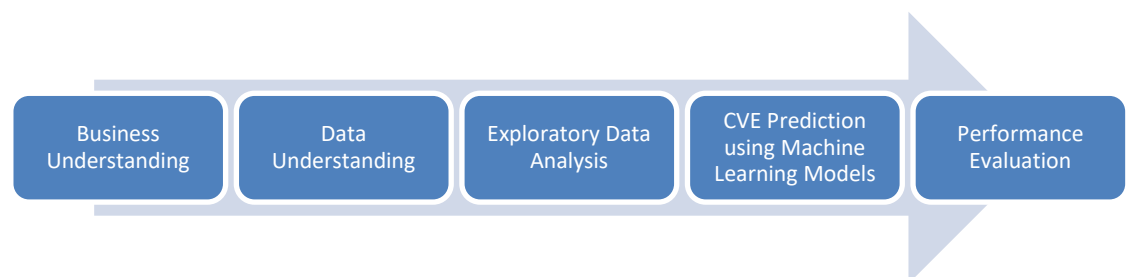 Business
Understanding
Data
Understanding
Exploratory Data
Analysis
CVE Prediction
using Machine
Learning Models
Performance
Evaluation